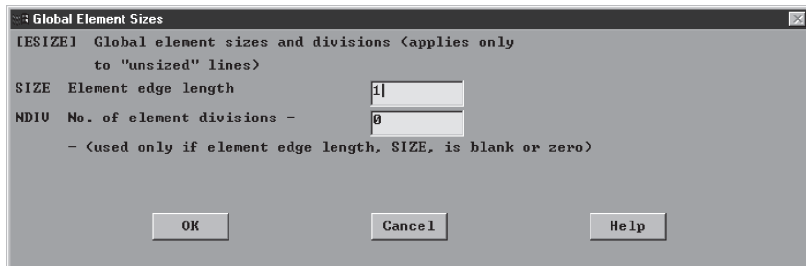 Global Element Sizes
[ESIZE] Global element sizes and divisions (applies only
to "unsized" lines)
SIZE Element edge length 1
NDIV No. of element divisions - 0
- (used only if element edge length, SIZE, is blank or zero)
OK Cancel Help